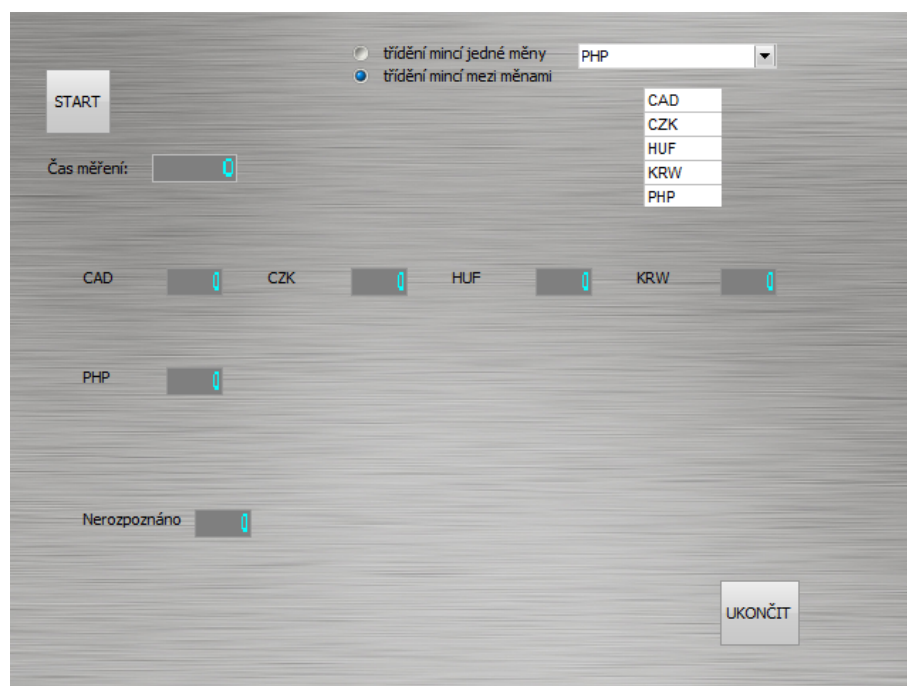 třídění mincí jedné měny PHP
třídění mincí mezi měnami
START
CAD
CZK
HUF
KRW
PHP
Čas měření: 0
CAD 0 CZK 0 HUF 0 KRW 0
PHP 0
Nerozpoznáno 0
UKONČIT